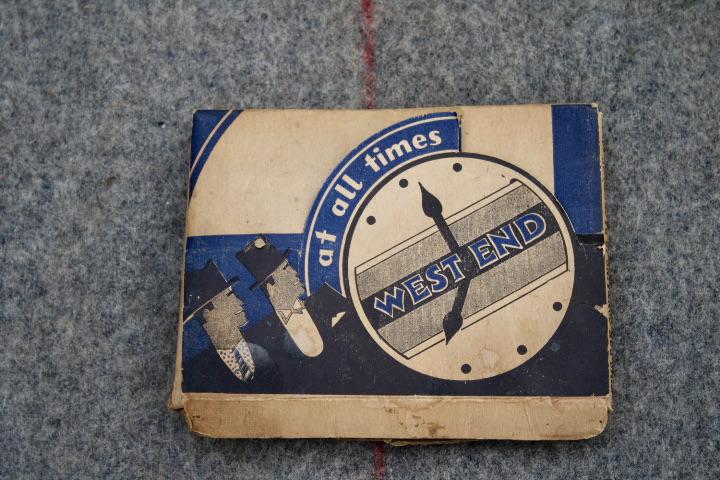 at all times
WEST END